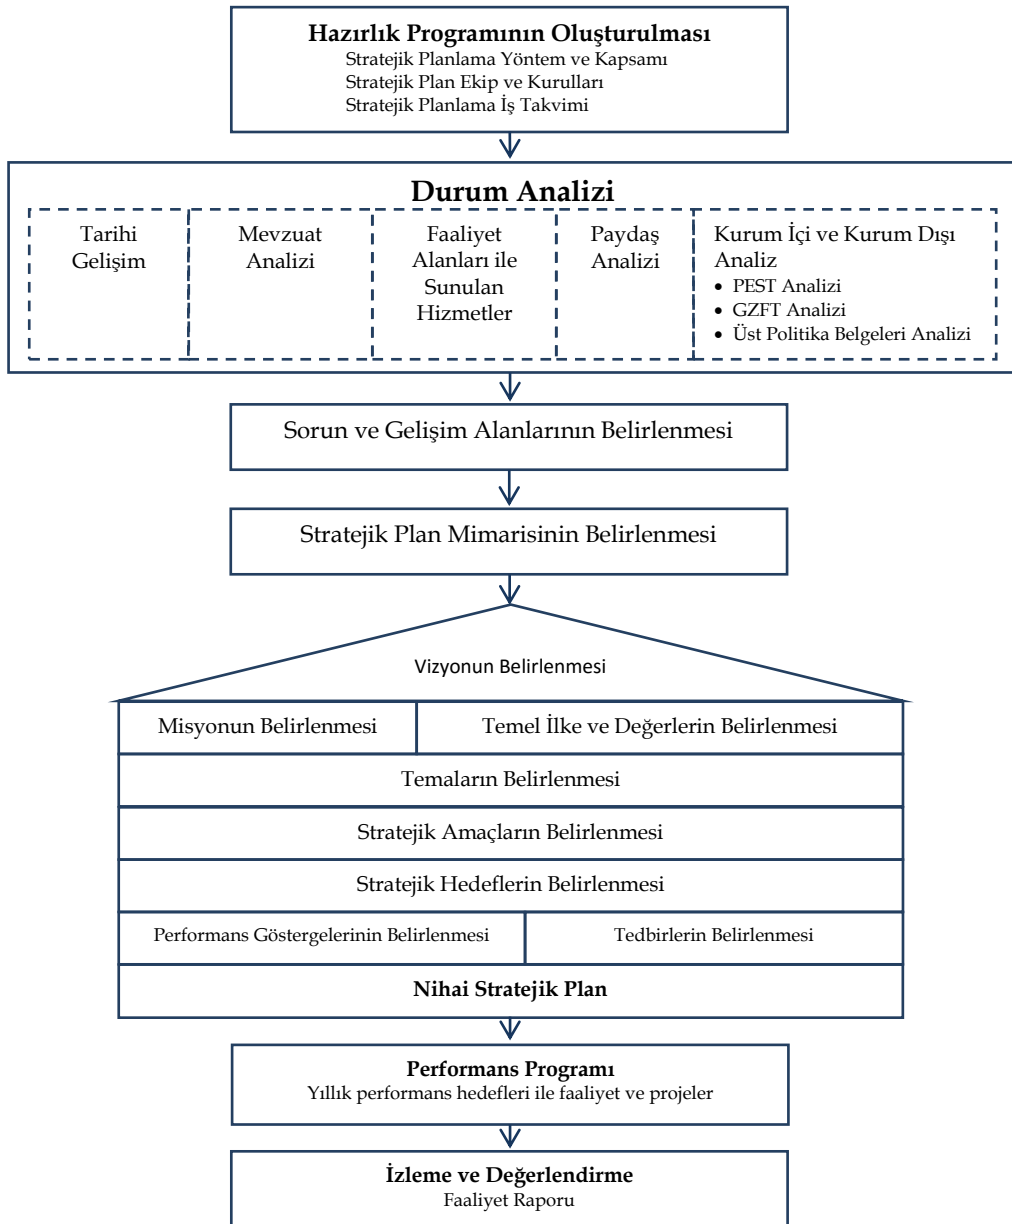 Hazırlık Programının Oluşturulması
Stratejik Planlama Yöntem ve Kapsamı
Stratejik Plan Ekip ve Kurulları
Stratejik Planlama İş Takvimi
Durum Analizi
Tarihi
Gelişim
Mevzuat
Analizi
Faaliyet
Alanları ile
Sunulan
Hizmetler
Paydaş
Analizi
Kurum İçi ve Kurum Dışı
Analiz
• PEST Analizi
• GZFT Analizi
• Üst Politika Belgeleri Analizi
Sorun ve Gelişim Alanlarının Belirlenmesi
Stratejik Plan Mimarisinin Belirlenmesi
Vizyonun Belirlenmesi
Misyonun Belirlenmesi
Temel İlke ve Değerlerin Belirlenmesi
Temaların Belirlenmesi
Stratejik Amaçların Belirlenmesi
Stratejik Hedeflerin Belirlenmesi
Performans Göstergelerinin Belirlenmesi
Tedbirlerin Belirlenmesi
Nihai Stratejik Plan
Performans Programı
Yıllık performans hedefleri ile faaliyet ve projeler
İzleme ve Değerlendirme
Faaliyet Raporu